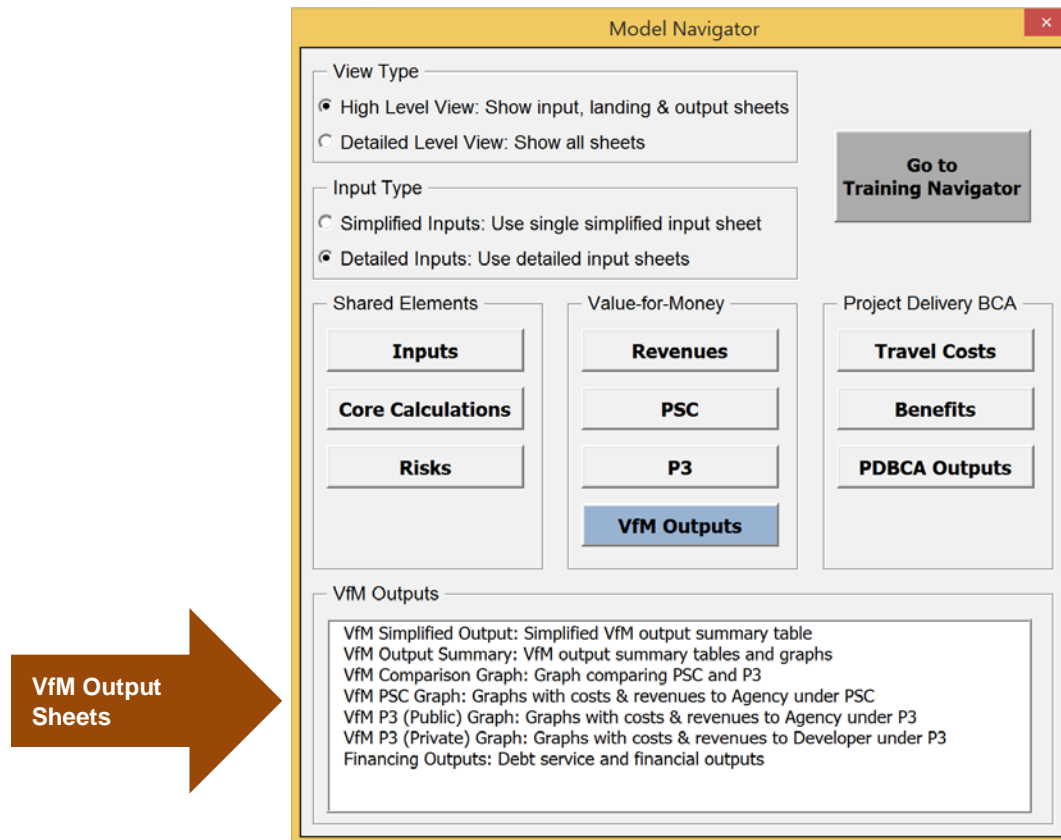 Model Navigator
×
View Type
High Level View: Show input, landing & output sheets
Detailed Level View: Show all sheets
Go to
Training Navigator
Input Type
Simplified Inputs: Use single simplified input sheet
Detailed Inputs: Use detailed input sheets
Shared Elements
Inputs
Core Calculations
Risks
Value-for-Money
Revenues
PSC
P3
VfM Outputs
Project Delivery BCA
Travel Costs
Benefits
PDBCA Outputs
VfM Output
Sheets
VfM Outputs
VfM Simplified Output: Simplified VfM output summary table
VfM Output Summary: VfM output summary tables and graphs
VfM Comparison Graph: Graph comparing PSC and P3
VfM PSC Graph: Graphs with costs & revenues to Agency under PSC
VfM P3 (Public) Graph: Graphs with costs & revenues to Agency under P3
VfM P3 (Private) Graph: Graphs with costs & revenues to Developer under P3
Financing Outputs: Debt service and financial outputs